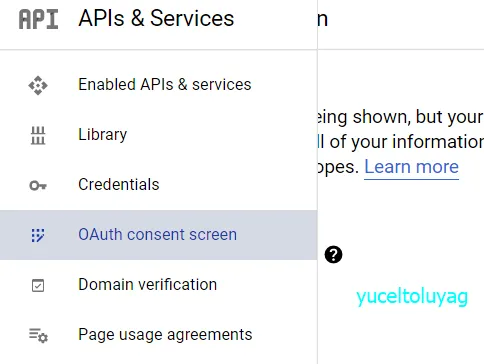 API APIs & Services
n
Enabled APIs & services
Library
Credentials
OAuth consent screen
Domain verification
Page usage agreements
eing shown, but your
ll of your information
opes. Learn more
?
yuceltoluyag